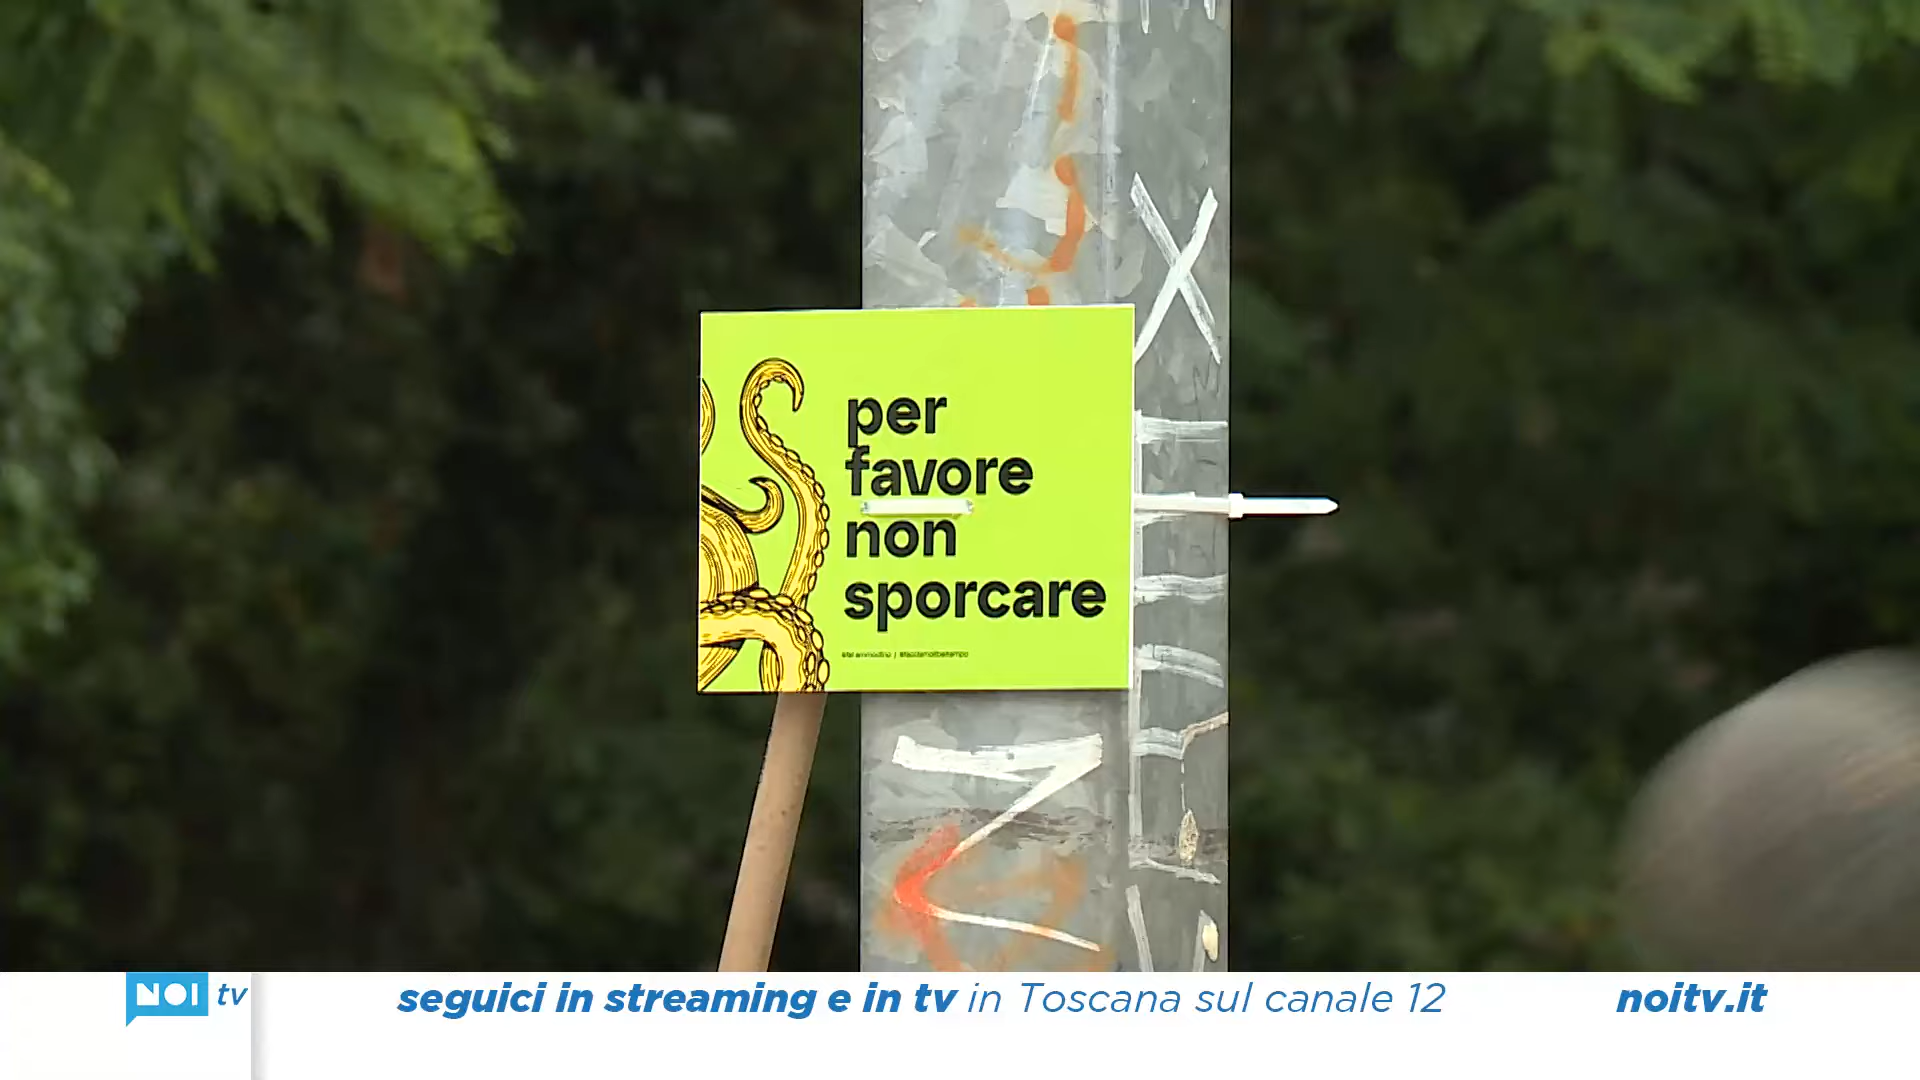 per
favore
non
sporcare
NOI tv
seguici in streaming e in tv in Toscana sul canale 12
noitv.it